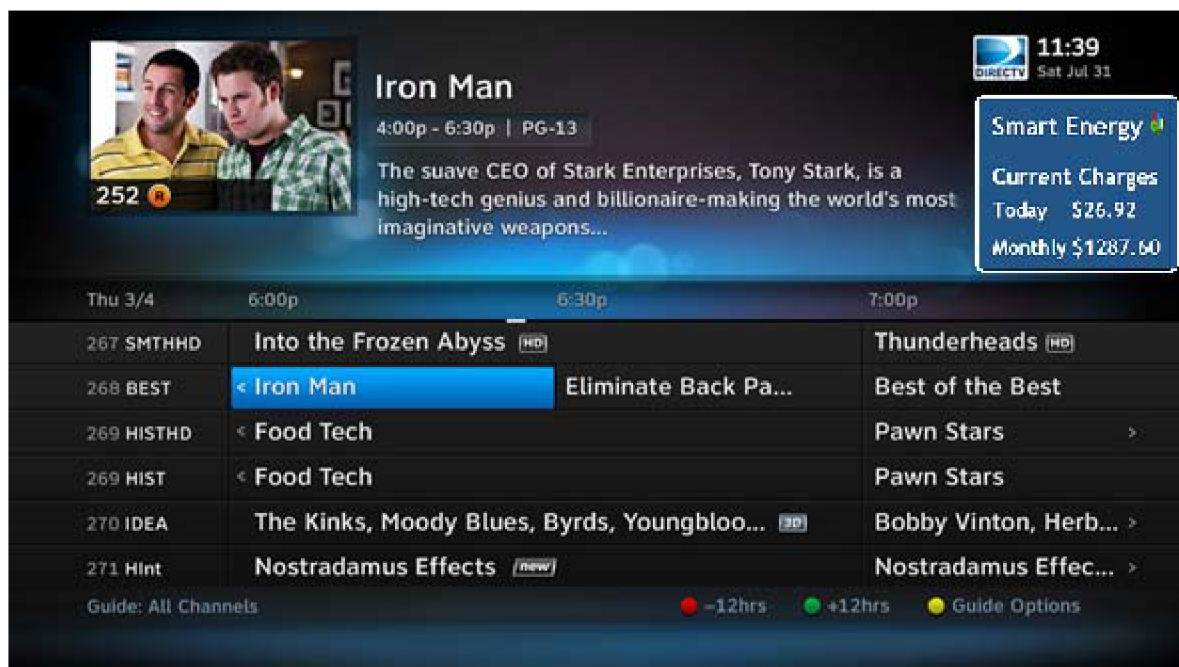 11:39
DIRECTV Sat Jul 31
Iron Man
4:00p - 6:30p | PG-13
The suave CEO of Stark Enterprises, Tony Stark, is a
high-tech genius and billionaire-making the world's most
imaginative weapons...
252 R
Smart Energy
Current Charges
Today $26.92
Monthly $1287.60
Thu 3/4 6:00p 6:30p 7:00p
267 SMTHHD Into the Frozen Abyss HD Thunderheads HD
268 BEST < Iron Man Eliminate Back Pa... Best of the Best
269 HISTHD < Food Tech Pawn Stars >
269 HIST < Food Tech Pawn Stars
270 IDEA The Kinks, Moody Blues, Byrds, Youngbloo... 3D Bobby Vinton, Herb... >
271 HInt Nostradamus Effects new Nostradamus Effec... >
Guide: All Channels -12hrs +12hrs Guide Options